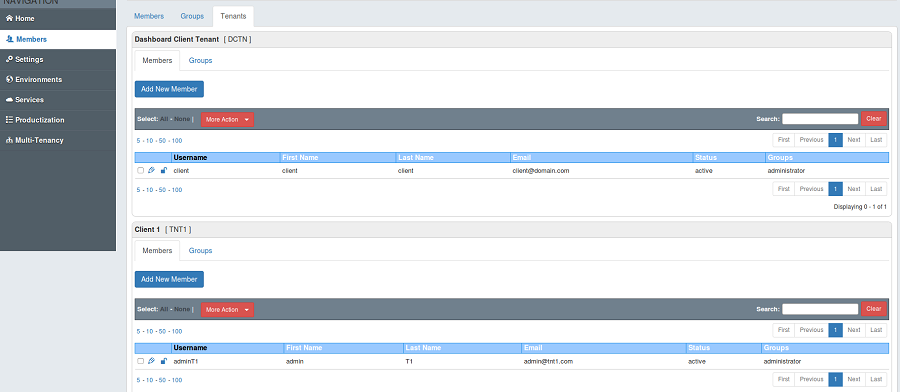 NAVIGATION
Home
Members
Settings
Environments
Services
Productization
Multi-Tenancy
Members Groups Tenants
Dashboard Client Tenant [ DCTN ]
Members Groups
Add New Member
Select: All - None | More Action Search: Clear
5 - 10 - 50 - 100 First Previous 1 Next Last
Username First Name Last Name Email Status Groups
client client client client@domain.com active administrator
5 - 10 - 50 - 100 First Previous 1 Next Last
Displaying 0 - 1 of 1
Client 1 [ TNT1 ]
Members Groups
Add New Member
Select: All - None | More Action Search: Clear
5 - 10 - 50 - 100 First Previous 1 Next Last
Username First Name Last Name Email Status Groups
adminT1 admin T1 admin@tnt1.com active administrator
5 - 10 - 50 - 100 First Previous 1 Next Last